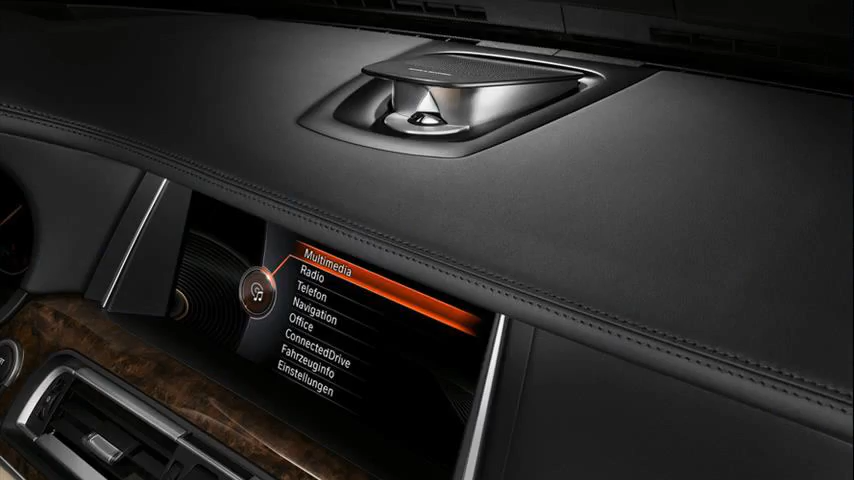 Multimedia
Radio
Telefon
Navigation
Office
ConnectedDrive
Fahrzeuginfo
Einstellungen